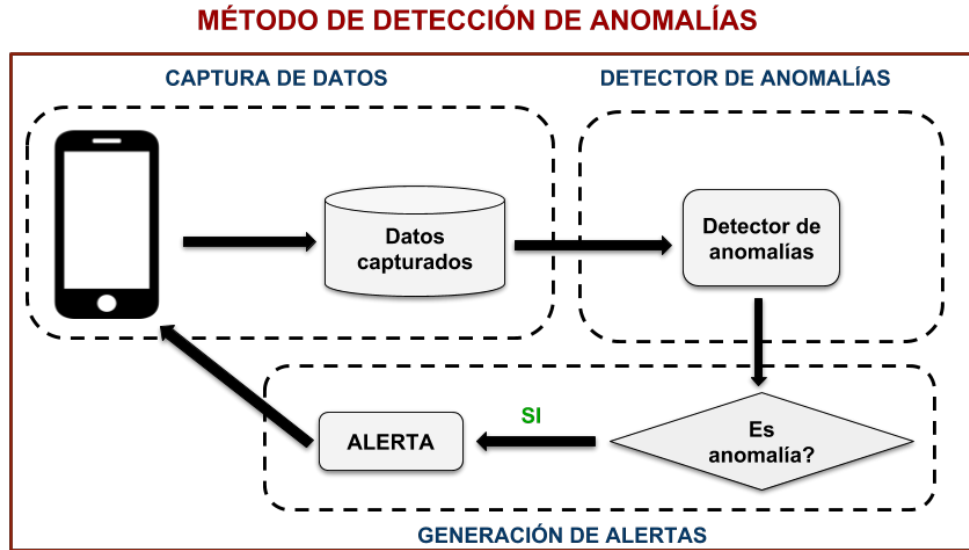 MÉTODO DE DETECCIÓN DE ANOMALÍAS
CAPTURA DE DATOS
DETECTOR DE ANOMALÍAS
Datos
capturados
Detector de
anomalías
Es
anomalía?
SI
ALERTA
GENERACIÓN DE ALERTAS